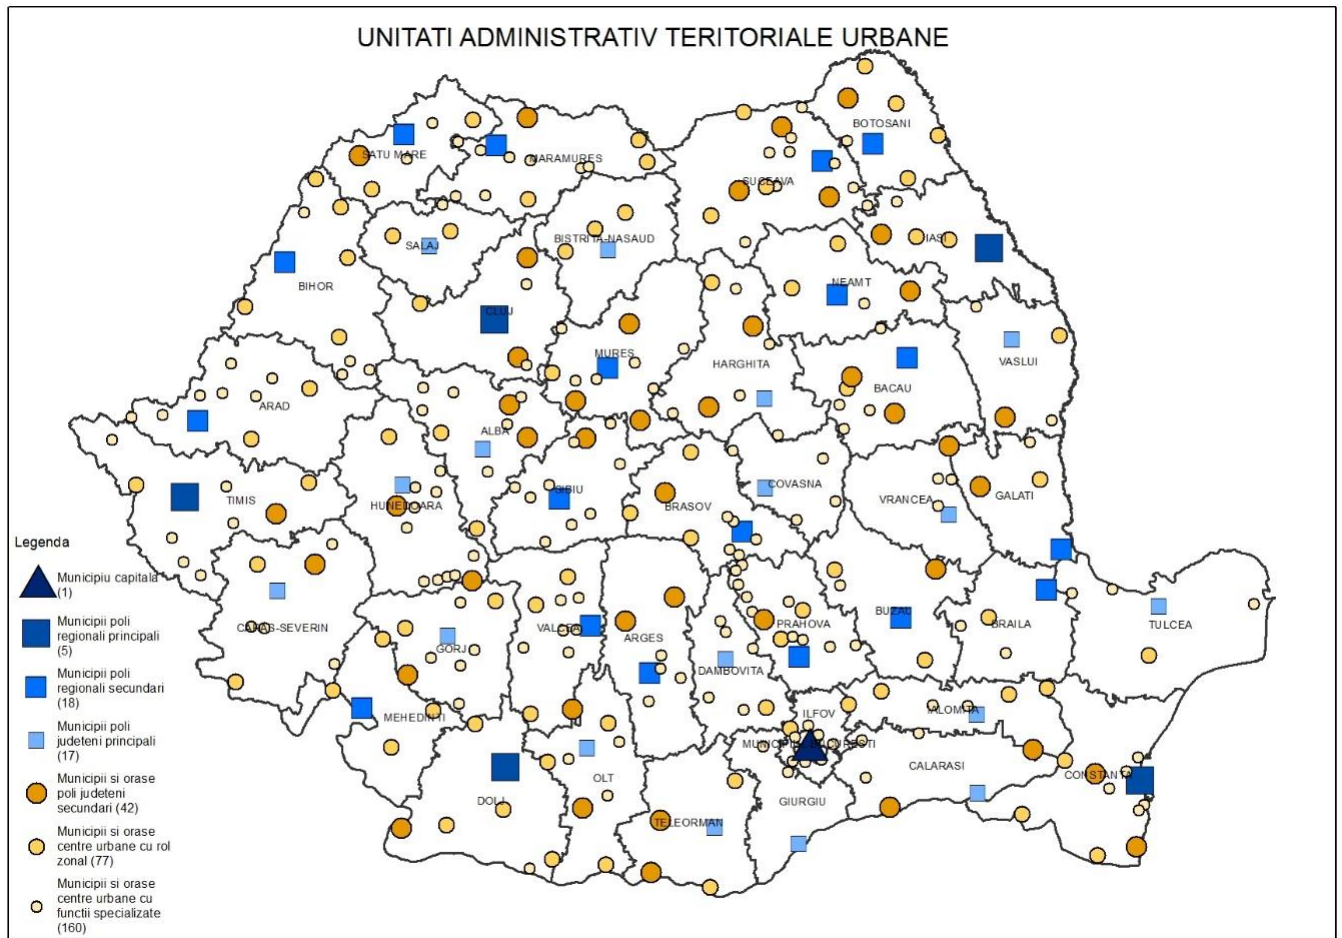 UNITATI ADMINISTRATIV TERITORIALE URBANE
BOTOSANI
SATU MARE
MARAMURES
SUCEAVA
SALAJ
BISTRITA-NASAUD
IASI
BIHOR
NEAMT
CLUJ
MURES
HARGHITA
VASLUI
BACAU
ARAD
ALBA
COVASNA
SIBIU
TIMIS
HUNEDOARA
BRASOV
VRANCEA
GALATI
Legenda
Municipiu capitala
(1)
Municipii poli
regionali principali
(5)
Municipii poli
regionali secundari
(18)
Municipii poli
judeteni principali
(17)
Municipii si orase
poli judeteni
secundari (42)
Municipii si orase
centre urbane cu rol
zonal (77)
Municipii si orase
centre urbane cu
functii specializate
(160)
CARAS-SEVERIN
GORJ
VALCEA
ARGES
PRAHOVA
BUZAU
BRAILA
TULCEA
DAMBOVITA
MEHEDINTI
ILFOV
IALOMITA
MUNICIPIUL BUCURESTI
CALARASI
CONSTANTA
OLT
DOLJ
GIURGIU
TELEORMAN